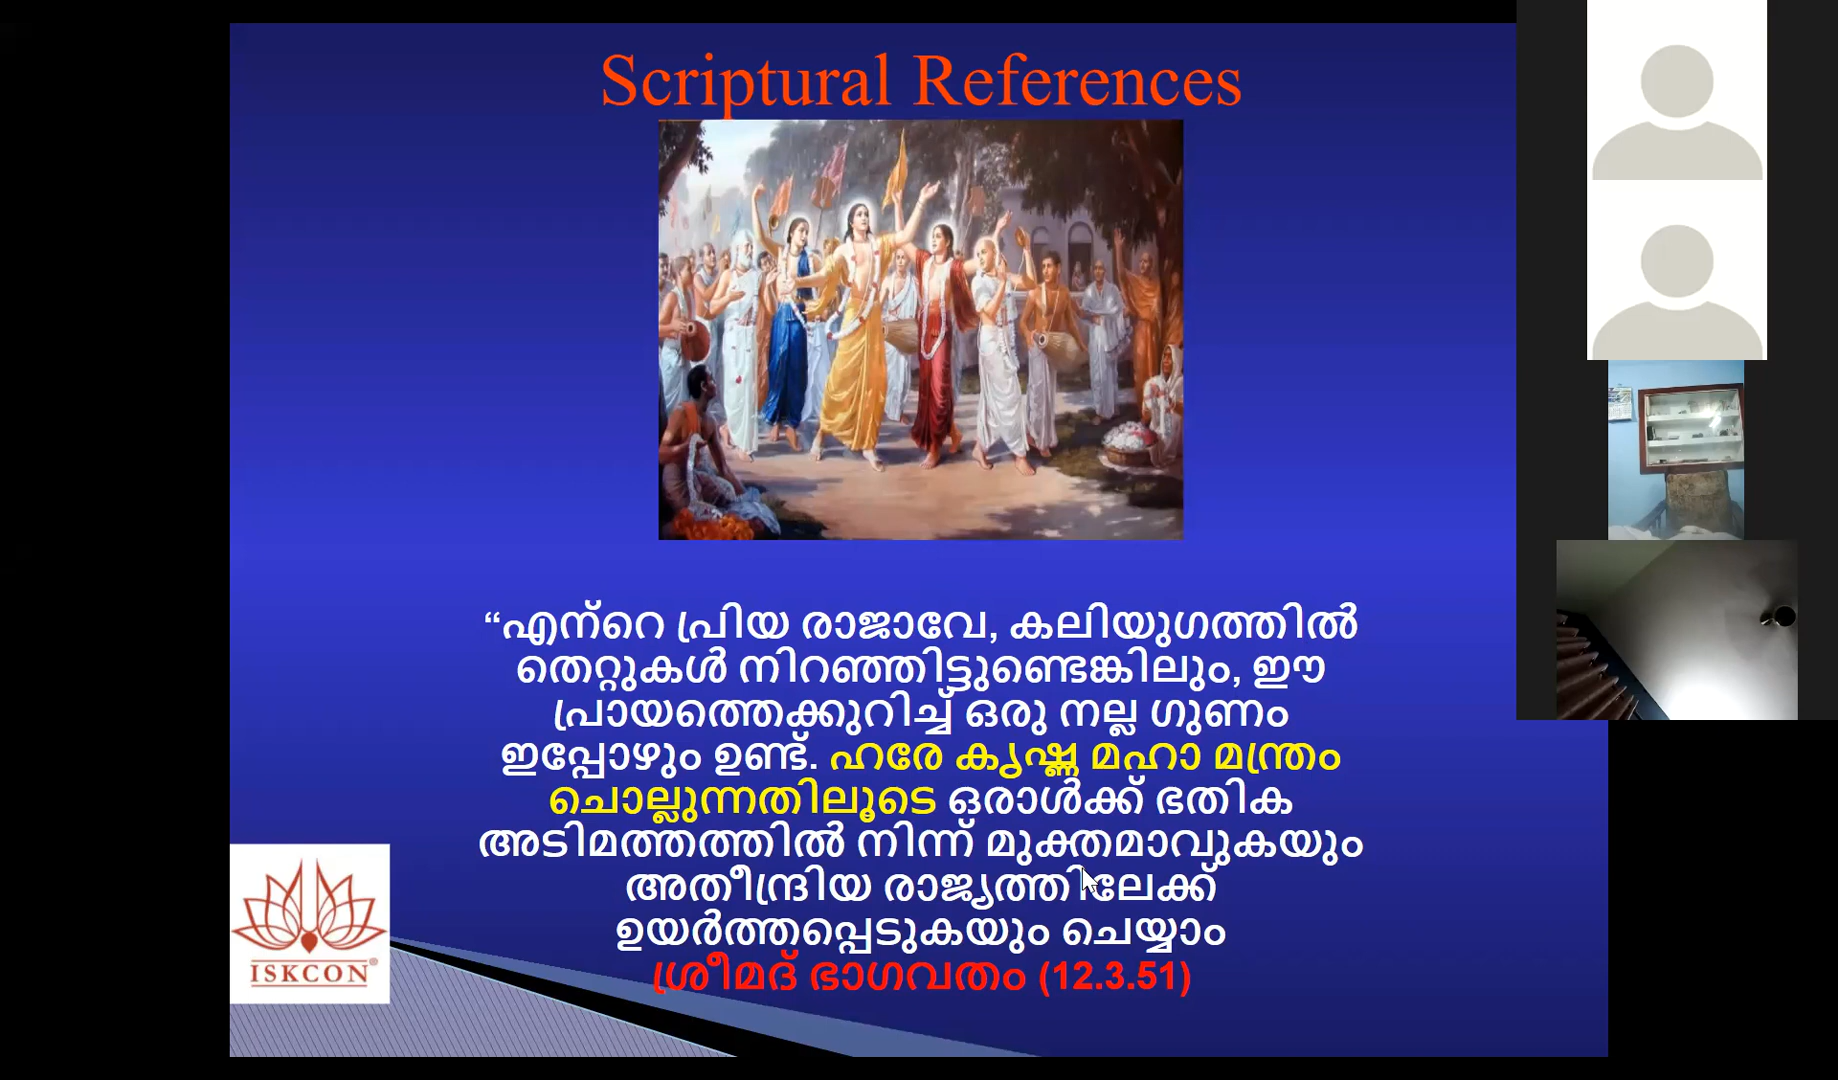 Scriptural References
“എന്റെ പ്രിയ രാജാവേ, കലിയുഗത്തിൽ
തെറ്റുകൾ നിറഞ്ഞിട്ടുണ്ടെങ്കിലും, ഈ
പ്രായത്തെക്കുറിച്ച് ഒരു നല്ല ഗുണം
ഇപ്പോഴും ഉണ്ട്. ഹരേ കൃഷ്ണ മഹാ മന്ത്രം
ചൊല്ലുന്നതിലൂടെ ഒരാൾക്ക് ഭതിക
അടിമത്തത്തിൽ നിന്ന് മുക്തമാവുകയും
അതീന്ദ്രിയ രാജ്യത്തിലേക്ക്
ഉയർത്തപ്പെടുകയും ചെയ്യാം
ശ്രീമദ് ഭാഗവതം (12.3.51)
ISKCON®